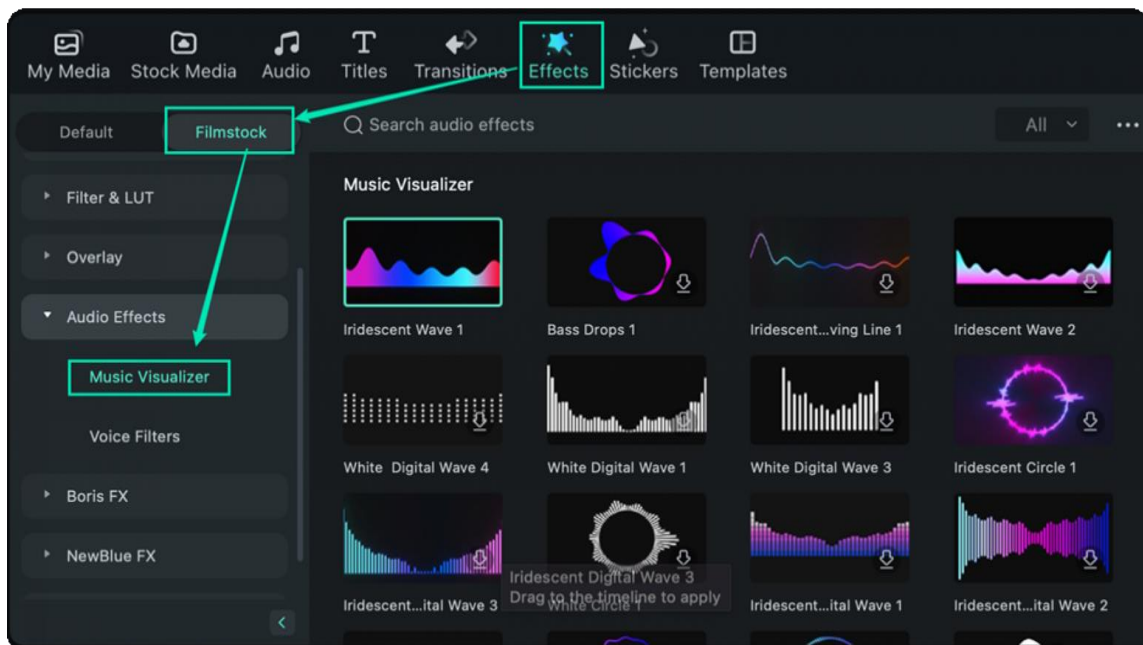 My Media
Stock Media
Audio
Titles
Transitions
Effects
Stickers
Templates
Default
Filmstock
Search audio effects
All
Filter & LUT
Overlay
Audio Effects
Music Visualizer
Voice Filters
Boris FX
NewBlue FX
Music Visualizer
Iridescent Wave 1
Bass Drops 1
Iridescent...ving Line 1
Iridescent Wave 2
White Digital Wave 4
White Digital Wave 1
White Digital Wave 3
Iridescent Circle 1
Iridescent...ital Wave 3
White Circle 1
Iridescent...ital Wave 1
Iridescent...ital Wave 2
Iridescent Digital Wave 3
Drag to the timeline to apply